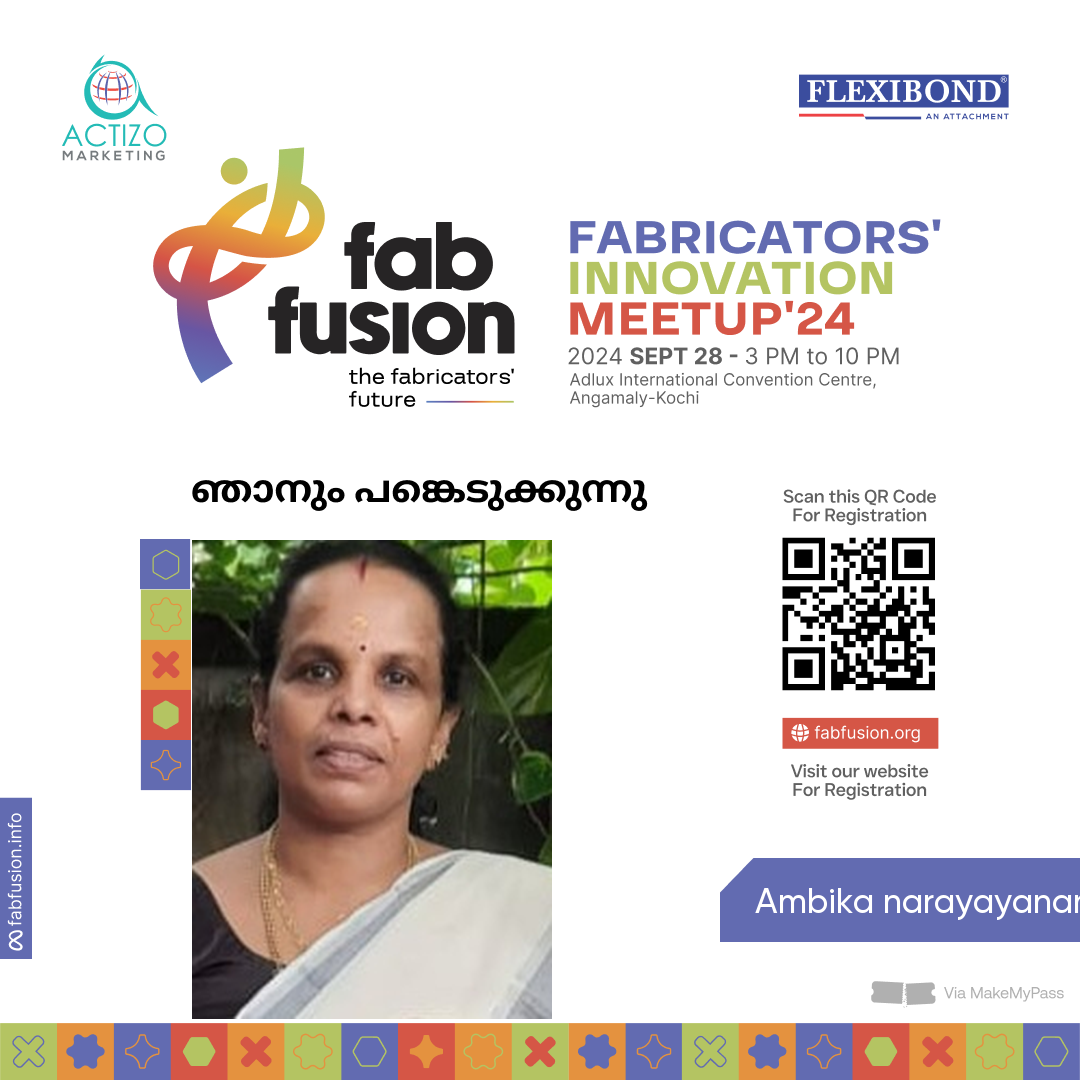 ACTIZO
MARKETING
FLEXIBOND®
AN ATTACHMENT
fab
fusion
the fabricators'
future
FABRICATORS'
INNOVATION
MEETUP'24
2024 SEPT 28 - 3 PM to 10 PM
Adlux International Convention Centre,
Angamaly-Kochi
ഞാനും പങ്കെടുക്കുന്നു
Scan this QR Code
For Registration
fabfusion.org
Visit our website
For Registration
fabfusion.info
Ambika narayayanan
Via MakeMyPass